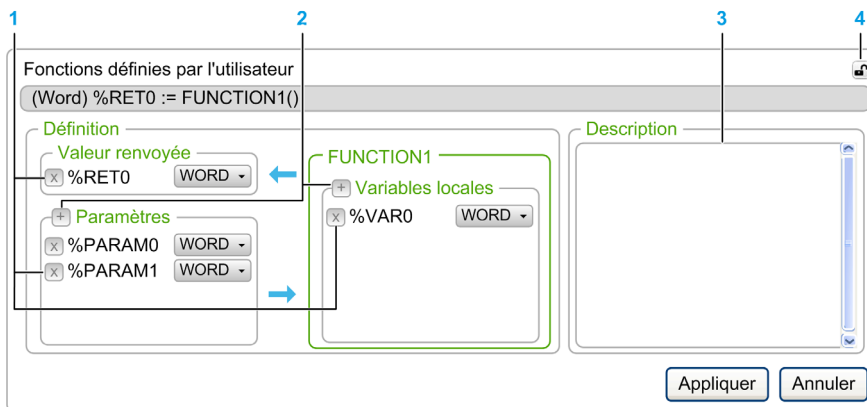 1 2 3 4
Fonctions définies par l'utilisateur
(Word) %RET0 := FUNCTION1()
Définition
Description
Valeur renvoyée
FUNCTION1
x %RET0 WORD
+ Variables locales
+ Paramètres
x %VAR0 WORD
x %PARAM0 WORD
x %PARAM1 WORD
Appliquer Annuler